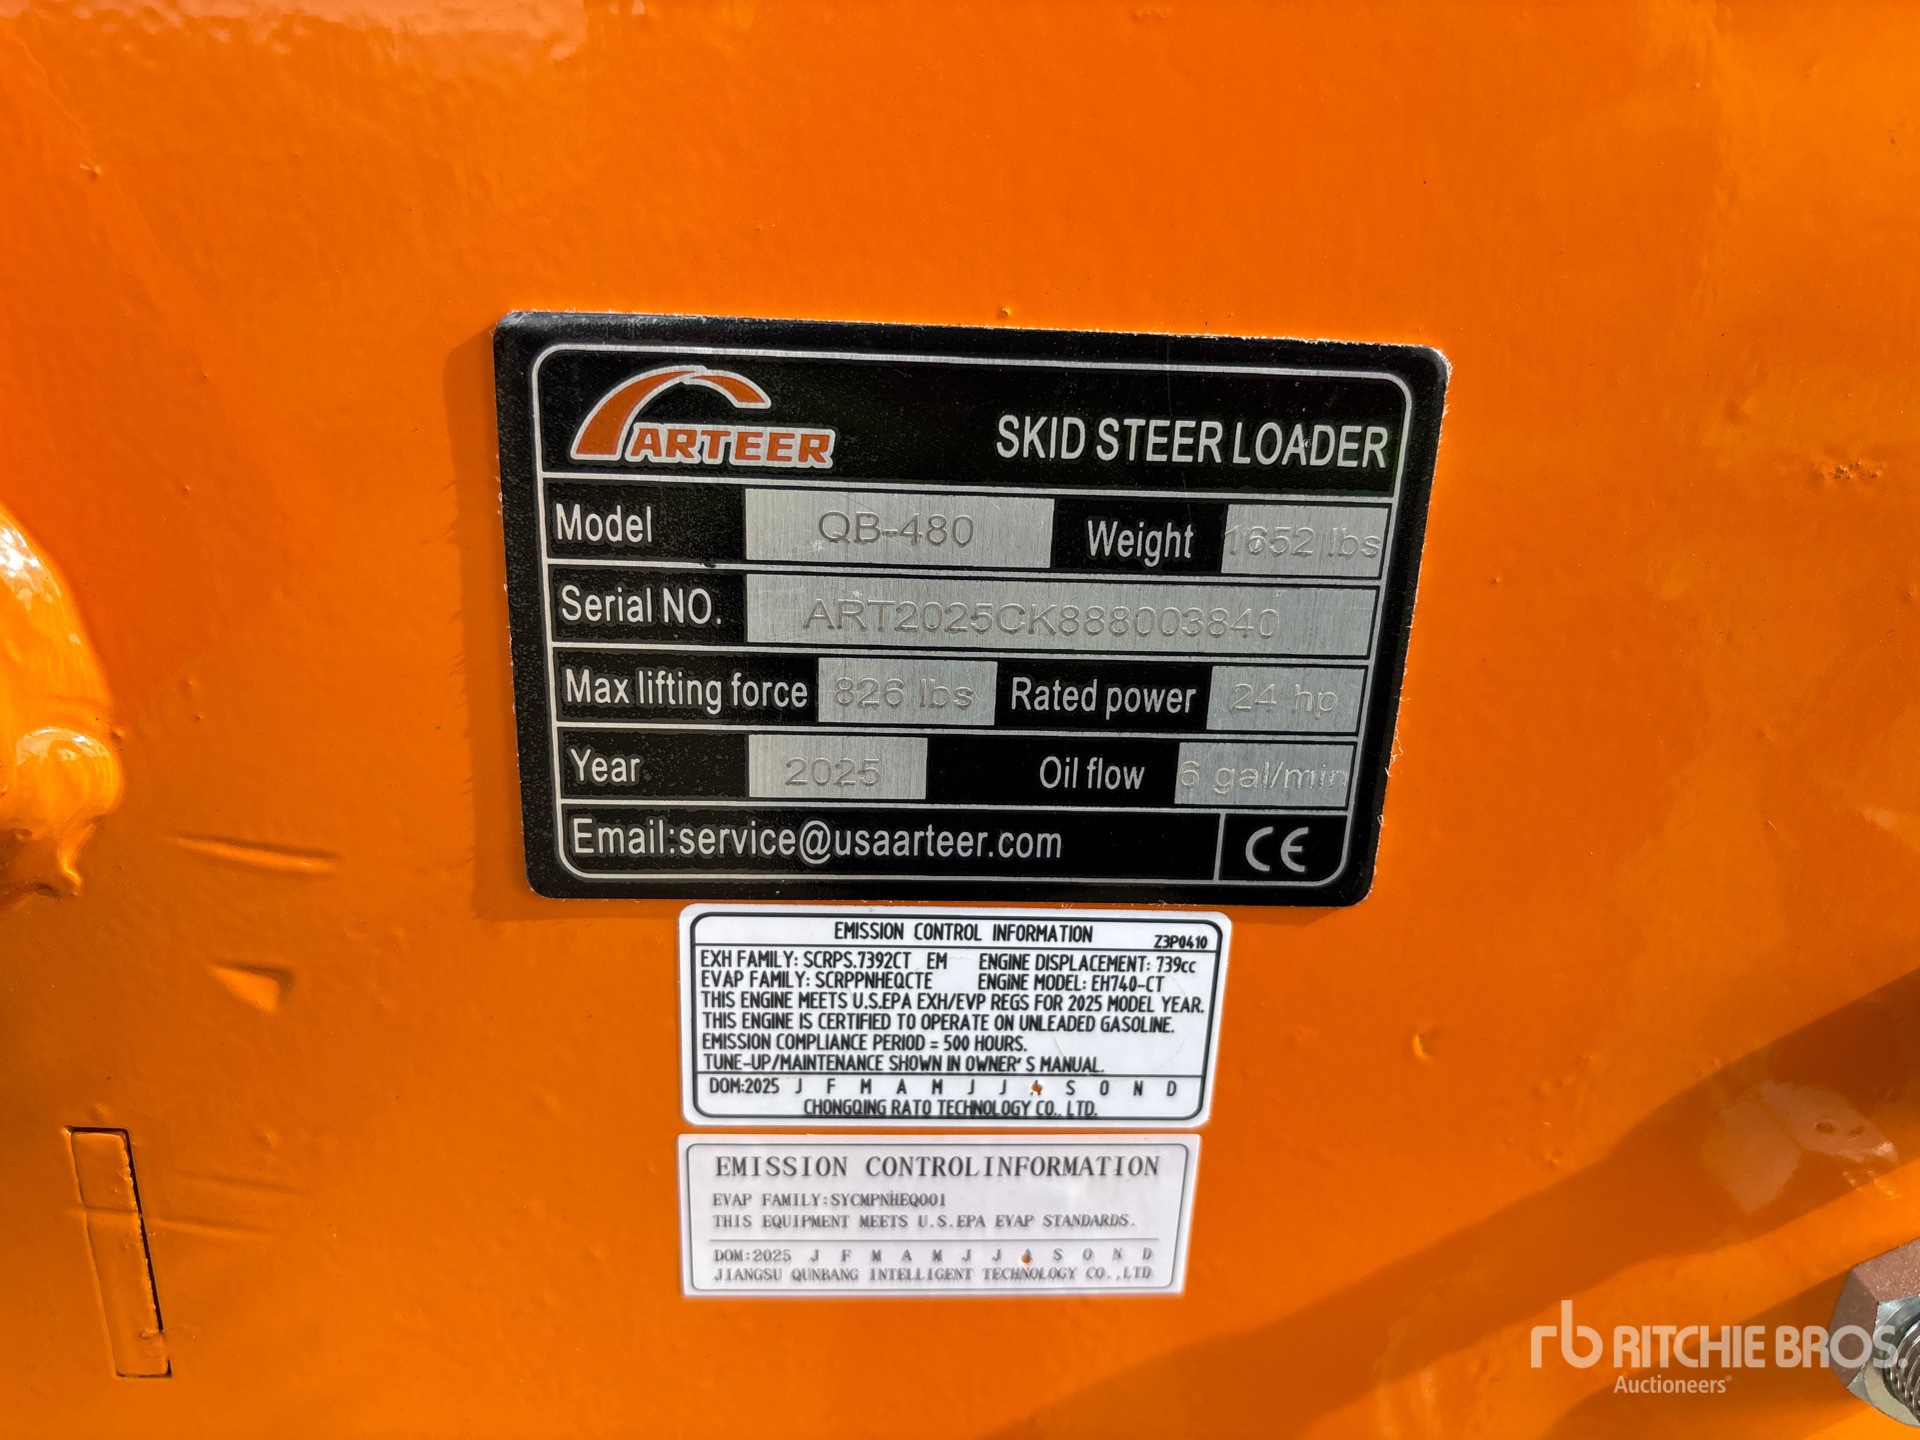 ARTEER
SKID STEER LOADER
Model QB-480 Weight 1652 lbs
Serial NO. ART2025CK888003840
Max lifting force 826 lbs Rated power 24 hp
Year 2025 Oil flow 6 gal/min
Email:service@usaarteer.com CE
EMISSION CONTROL INFORMATION Z3P0410
EXH FAMILY: SCRPS.7392CT EM ENGINE DISPLACEMENT: 739cc
EVAP FAMILY: SCRPPNHEQCTE ENGINE MODEL: EH740-CT
THIS ENGINE MEETS U.S.EPA EXH/EVP REGS FOR 2025 MODEL YEAR.
THIS ENGINE IS CERTIFIED TO OPERATE ON UNLEADED GASOLINE.
EMISSION COMPLIANCE PERIOD = 500 HOURS.
TUNE-UP/MAINTENANCE SHOWN IN OWNER'S MANUAL.
DOM:2025 J F M A M J J A S O N D
CHONGQING RATO TECHNOLOGY CO., LTD.
EMISSION CONTROLINFORMATION
EVAP FAMILY:SYCMPNHEQ001
THIS EQUIPMENT MEETS U.S.EPA EVAP STANDARDS.
DOM:2025 J F M A M J J A S O N D
JIANGSU QUNBANG INTELLIGENT TECHNOLOGY CO.,LTD
rb RITCHIE BROS.
Auctioneers